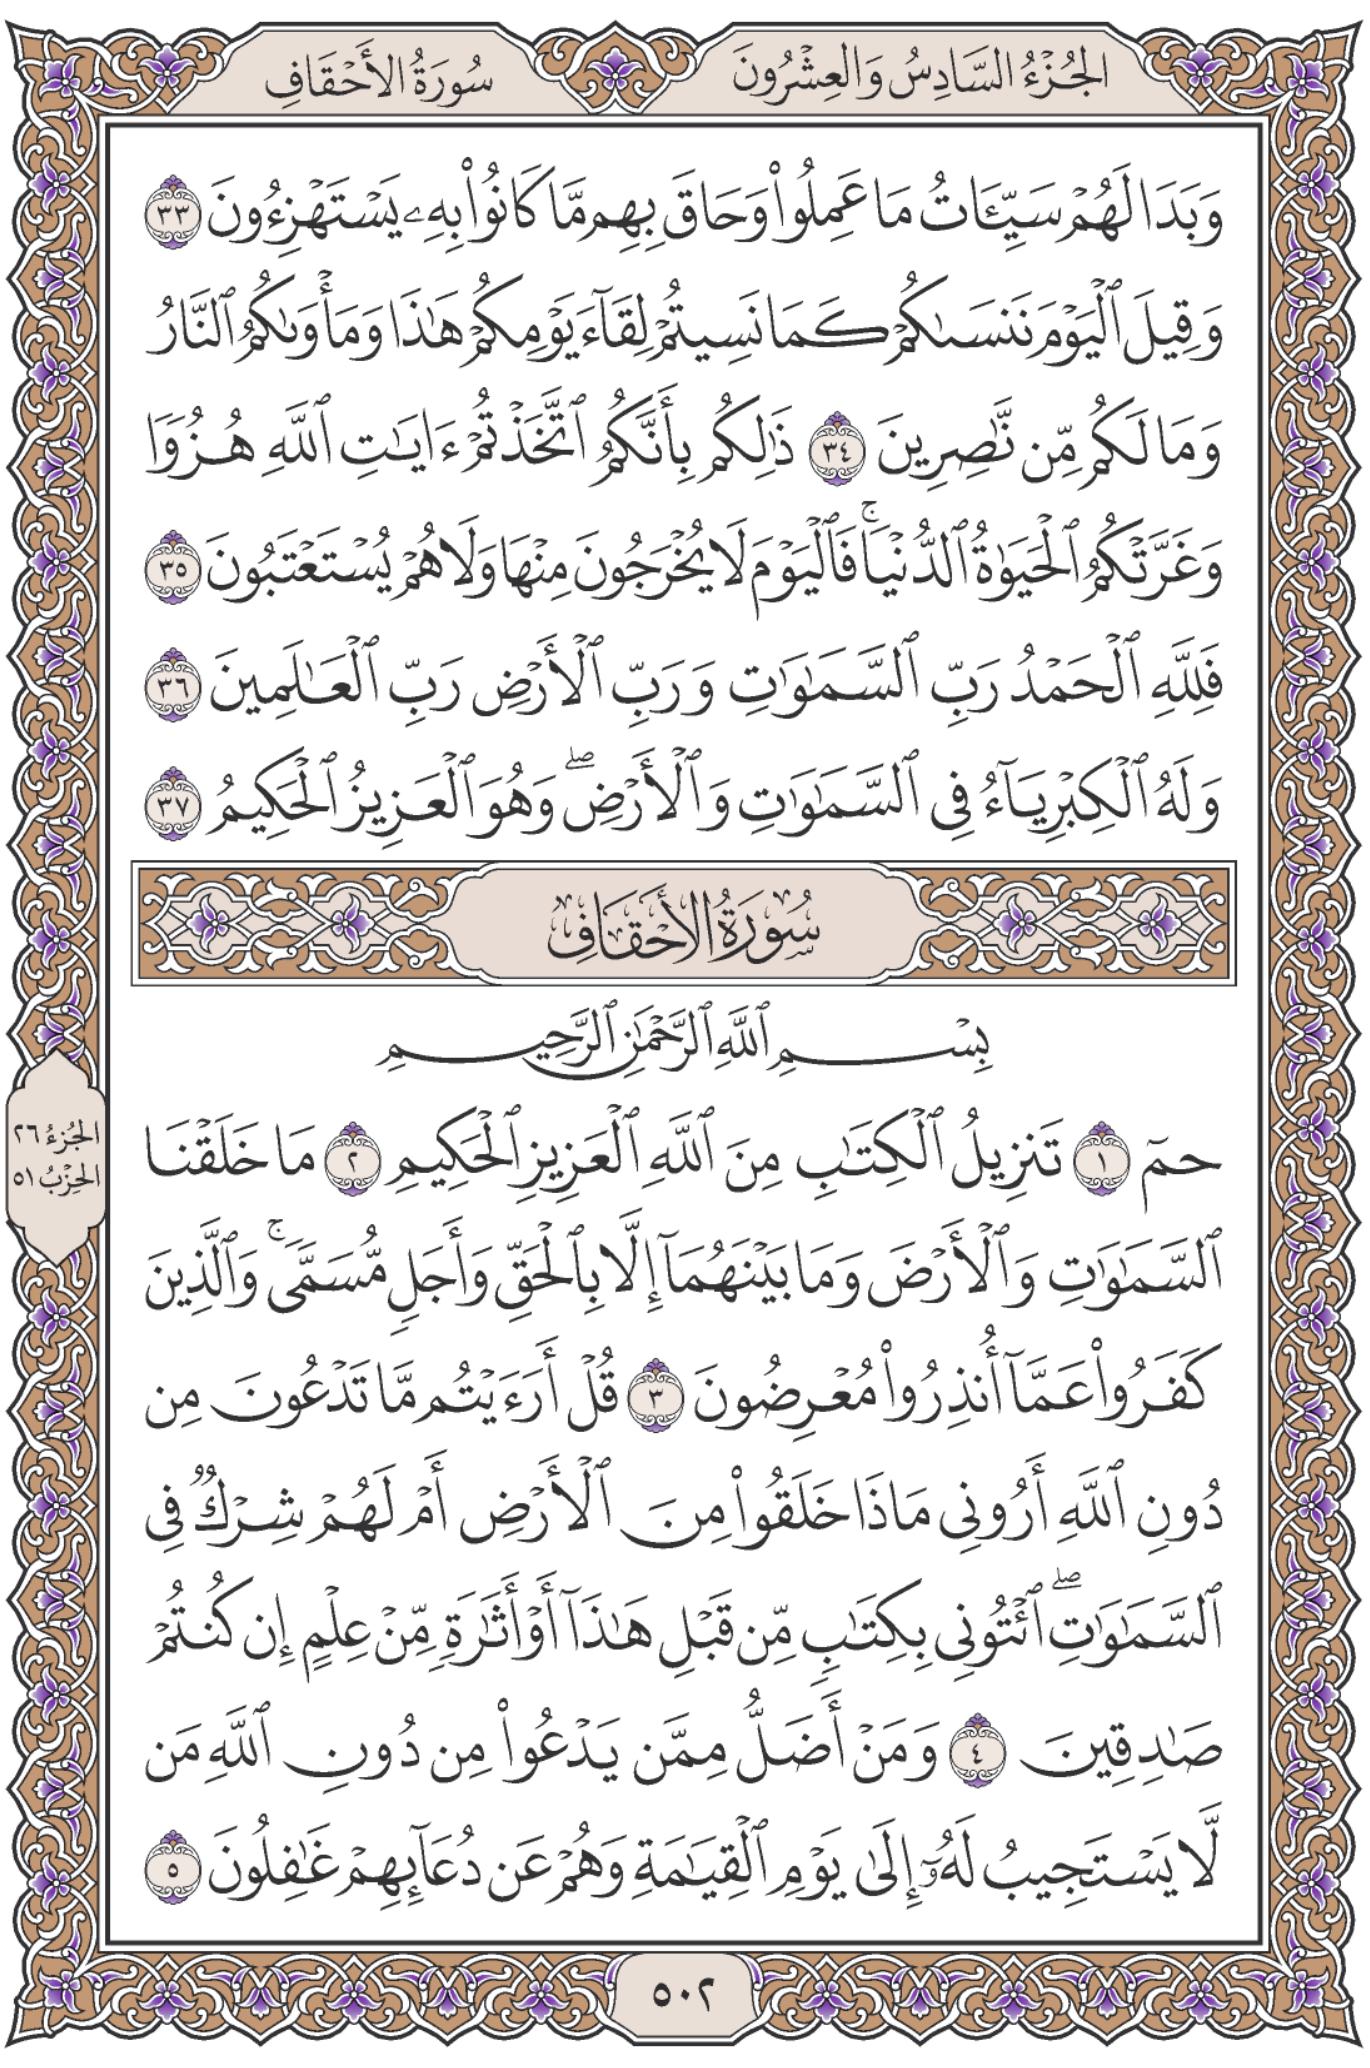 الجُزْءُ السَّادِسُ وَالعِشْرُونَ
سُورَةُ الأَحْقَافِ
وَبَدَا لَهُمْ سَيِّـَٔاتُ مَا عَمِلُوا۟ وَحَاقَ بِهِم مَّا كَانُوا۟ بِهِۦ يَسْتَهْزِءُونَ ٣٣
وَقِيلَ ٱلْيَوْمَ نَنسَىٰكُمْ كَمَا نَسِيتُمْ لِقَآءَ يَوْمِكُمْ هَٰذَا وَمَأْوَىٰكُمُ ٱلنَّارُ
وَمَا لَكُم مِّن نَّٰصِرِينَ ٣٤ ذَٰلِكُم بِأَنَّكُمُ ٱتَّخَذْتُمْ ءَايَٰتِ ٱللَّهِ هُزُوًا
وَغَرَّتْكُمُ ٱلْحَيَوٰةُ ٱلدُّنْيَا ۚ فَٱلْيَوْمَ لَا يُخْرَجُونَ مِنْهَا وَلَا هُمْ يُسْتَعْتَبُونَ ٣٥
فَلِلَّهِ ٱلْحَمْدُ رَبِّ ٱلسَّمَٰوَٰتِ وَرَبِّ ٱلْأَرْضِ رَبِّ ٱلْعَٰلَمِينَ ٣٦
وَلَهُ ٱلْكِبْرِيَآءُ فِى ٱلسَّمَٰوَٰتِ وَٱلْأَرْضِ ۖ وَهُوَ ٱلْعَزِيزُ ٱلْحَكِيمُ ٣٧
سُورَةُ الأَحْقَافِ
بِسْمِ ٱللَّهِ ٱلرَّحْمَٰنِ ٱلرَّحِيمِ
حمٓ ١ تَنزِيلُ ٱلْكِتَٰبِ مِنَ ٱللَّهِ ٱلْعَزِيزِ ٱلْحَكِيمِ ٢ مَا خَلَقْنَا
ٱلسَّمَٰوَٰتِ وَٱلْأَرْضَ وَمَا بَيْنَهُمَآ إِلَّا بِٱلْحَقِّ وَأَجَلٍ مُّسَمًّى ۚ وَٱلَّذِينَ
كَفَرُوا۟ عَمَّآ أُنذِرُوا۟ مُعْرِضُونَ ٣ قُلْ أَرَءَيْتُم مَّا تَدْعُونَ مِن
دُونِ ٱللَّهِ أَرُونِى مَاذَا خَلَقُوا۟ مِنَ ٱلْأَرْضِ أَمْ لَهُمْ شِرْكٌ فِى
ٱلسَّمَٰوَٰتِ ۖ ٱئْتُونِى بِكِتَٰبٍ مِّن قَبْلِ هَٰذَآ أَوْ أَثَٰرَةٍ مِّنْ عِلْمٍ إِن كُنتُمْ
صَٰدِقِينَ ٤ وَمَنْ أَضَلُّ مِمَّن يَدْعُوا۟ مِن دُونِ ٱللَّهِ مَن
لَّا يَسْتَجِيبُ لَهُۥٓ إِلَىٰ يَوْمِ ٱلْقِيَٰمَةِ وَهُمْ عَن دُعَآئِهِمْ غَٰفِلُونَ ٥
الجُزءُ ٢٦
الحِزْبُ ٥١
٥٠٢